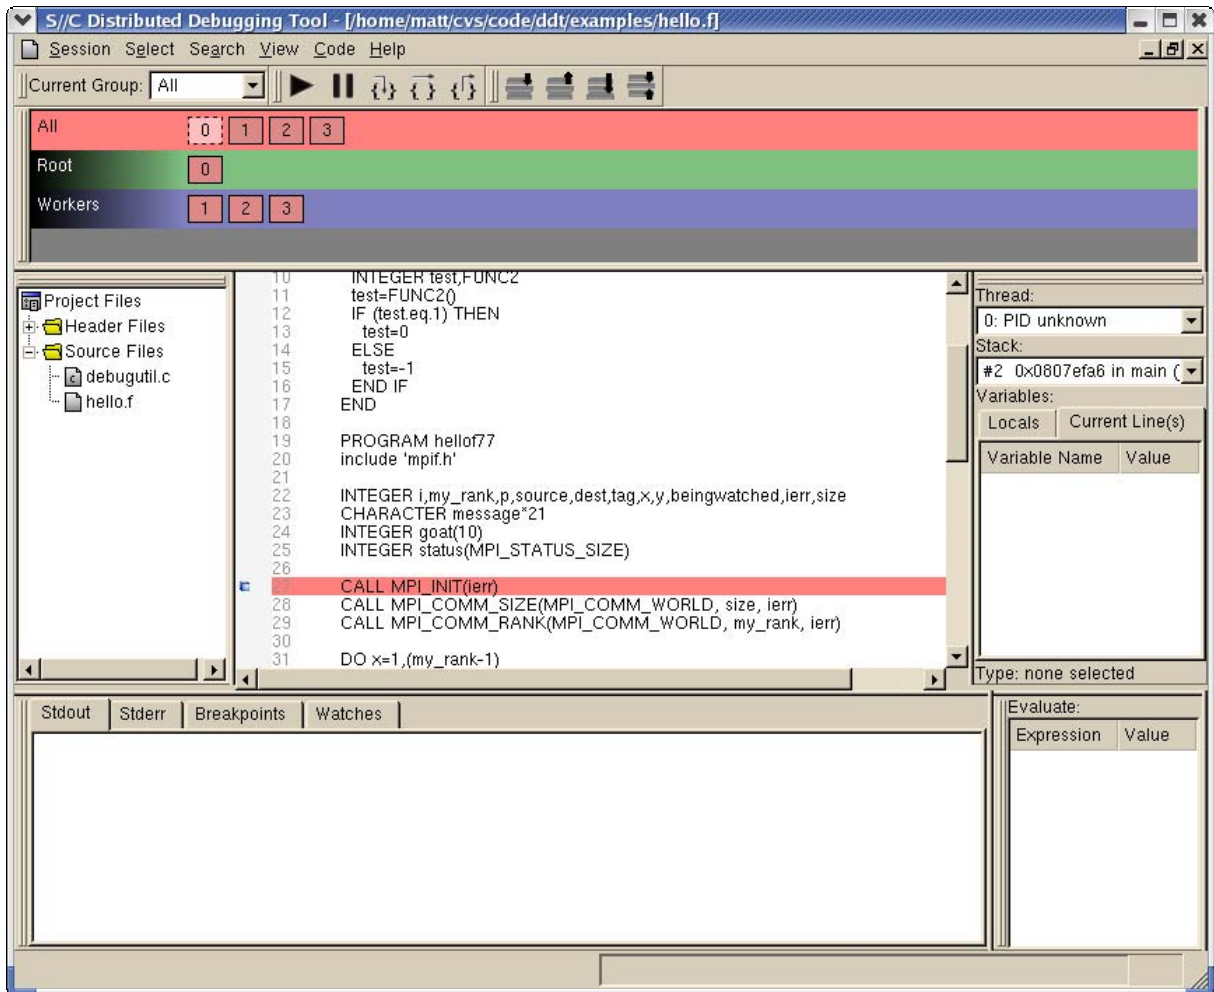 S//C Distributed Debugging Tool - [/home/matt/cvs/code/ddt/examples/hello.f]
Session Select Search View Code Help
Current Group: All
All 0 1 2 3
Root 0
Workers 1 2 3
Project Files
Header Files
Source Files
debugutil.c
hello.f
10 INTEGER test,FUNC2
11 test=FUNC2()
12 IF (test.eq.1) THEN
13 test=0
14 ELSE
15 test=-1
16 END IF
17 END
18
19 PROGRAM hellof77
20 include 'mpif.h'
21
22 INTEGER i,my_rank,p,source,dest,tag,x,y,beingwatched,ierr,size
23 CHARACTER message*21
24 INTEGER goat(10)
25 INTEGER status(MPI_STATUS_SIZE)
26
27 CALL MPI_INIT(ierr)
28 CALL MPI_COMM_SIZE(MPI_COMM_WORLD, size, ierr)
29 CALL MPI_COMM_RANK(MPI_COMM_WORLD, my_rank, ierr)
30
31 DO x=1,(my_rank-1)
Thread:
0: PID unknown
Stack:
#2 0x0807efa6 in main (
Variables:
Locals Current Line(s)
Variable Name Value
Type: none selected
Stdout Stderr Breakpoints Watches
Evaluate:
Expression Value